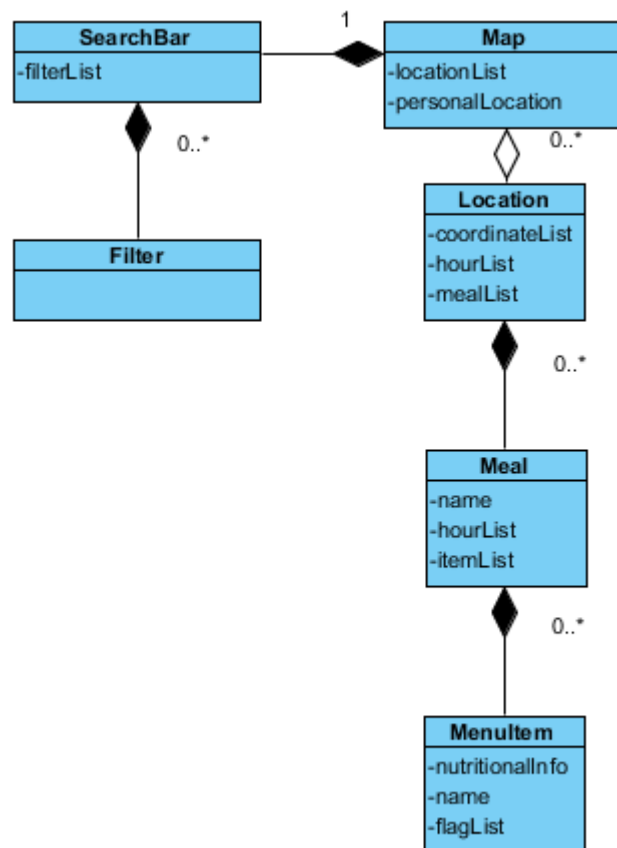 1
SearchBar
-filterList
Map
-locationList
-personalLocation
0..*
0..*
Location
-coordinateList
-hourList
-mealList
Filter
0..*
Meal
-name
-hourList
-itemList
0..*
MenuItem
-nutritionalInfo
-name
-flagList